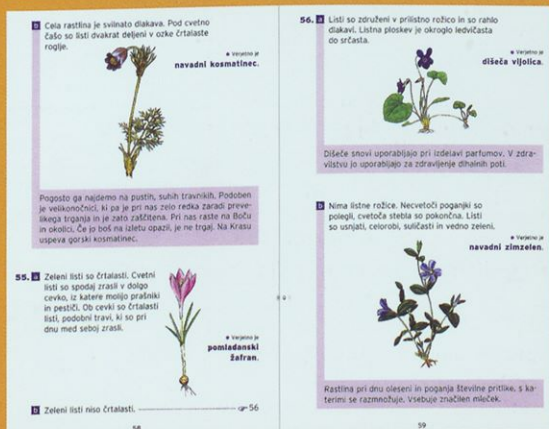 b Cela rastlina je svilnato dlakava. Pod cvetno
čašo so listi dvakrat deljeni v ozke črtalaste
roglje.
● Verjetno je
navadni kosmatinec.
Pogosto ga najdemo na pustih, suhih travnikih. Podoben
je velikonočnici, ki pa je pri nas zelo redka zaradi preve-
likega trganja in je zato zaščitena. Pri nas raste na Boču
in okolici. Če jo boš na izletu opazil, je ne trgaj. Na Krasu
uspeva gorski kosmatinec.
55. a Zeleni listi so črtalasti. Cvetni
listi so spodaj zrasli v dolgo
cevko, iz katere molijo prašniki
in pestiči. Ob cevki so črtalasti
listi, podobni travi, ki so pri
dnu med seboj zrasli.
● Verjetno je
pomladanski
žafran.
b Zeleni listi niso črtalasti. 56
58
56. a Listi so združeni v prilistno rožico in so rahlo
dlakavi. Listna ploskev je okroglo ledvičasta
do srčasta.
● Verjetno je
dišeča vijolica.
Dišeče snovi uporabljajo pri izdelavi parfumov. V zdra-
vilstvu jo uporabljajo za zdravljenje dihalnih poti.
b Nima listne rožice. Necvetoči poganjki so
polegli, cvetoča stebla so pokončna. Listi
so usnjati, celorobi, suličasti in vedno zeleni.
● Verjetno je
navadni zimzelen.
Rastlina pri dnu oleseni in poganja številne pritlike, s ka-
terimi se razmnožuje. Vsebuje značilen mleček.
59